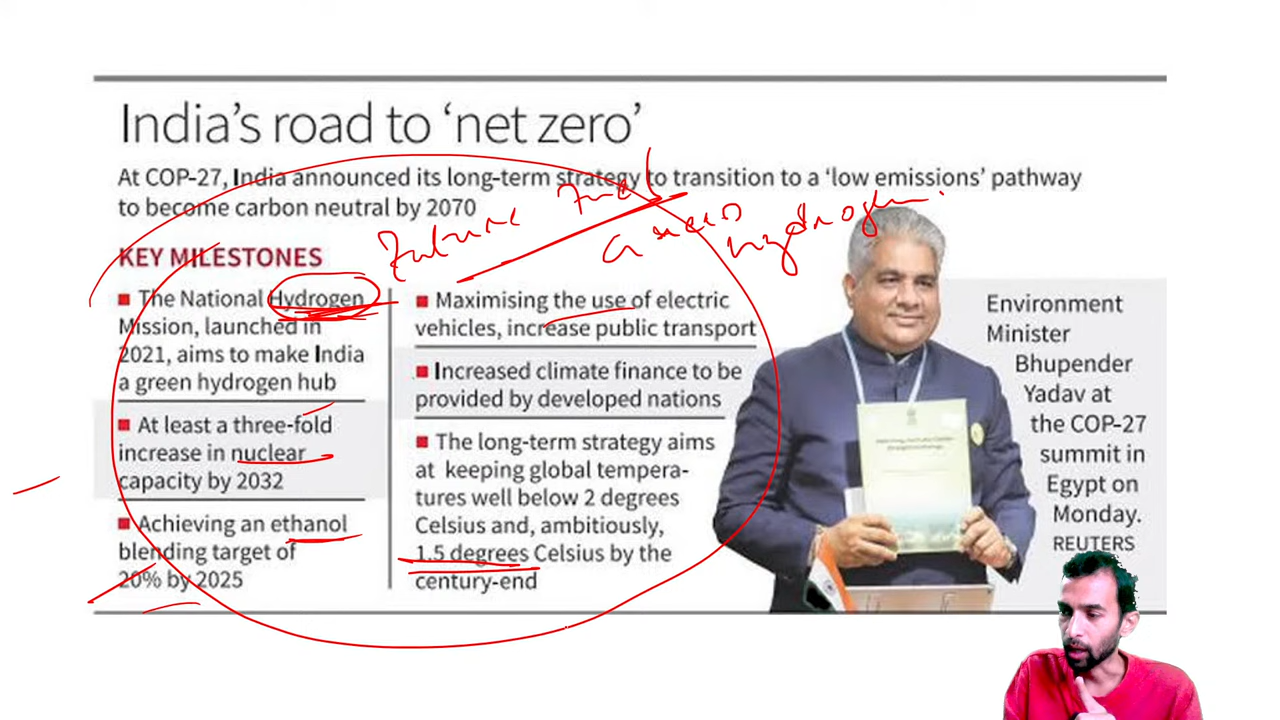 India's road to 'net zero'
At COP-27, India announced its long-term strategy to transition to a 'low emissions' pathway
to become carbon neutral by 2070
Future Fuel
Green
hydrogen.
KEY MILESTONES
The National Hydrogen
Mission, launched in
2021, aims to make India
a green hydrogen hub
At least a three-fold
increase in nuclear
capacity by 2032
Achieving an ethanol
blending target of
20% by 2025
Maximising the use of electric
vehicles, increase public transport
Increased climate finance to be
provided by developed nations
The long-term strategy aims
at keeping global tempera-
tures well below 2 degrees
Celsius and, ambitiously,
1.5 degrees Celsius by the
century-end
Environment
Minister
Bhupender
Yadav at
the COP-27
summit in
Egypt on
Monday.
REUTERS